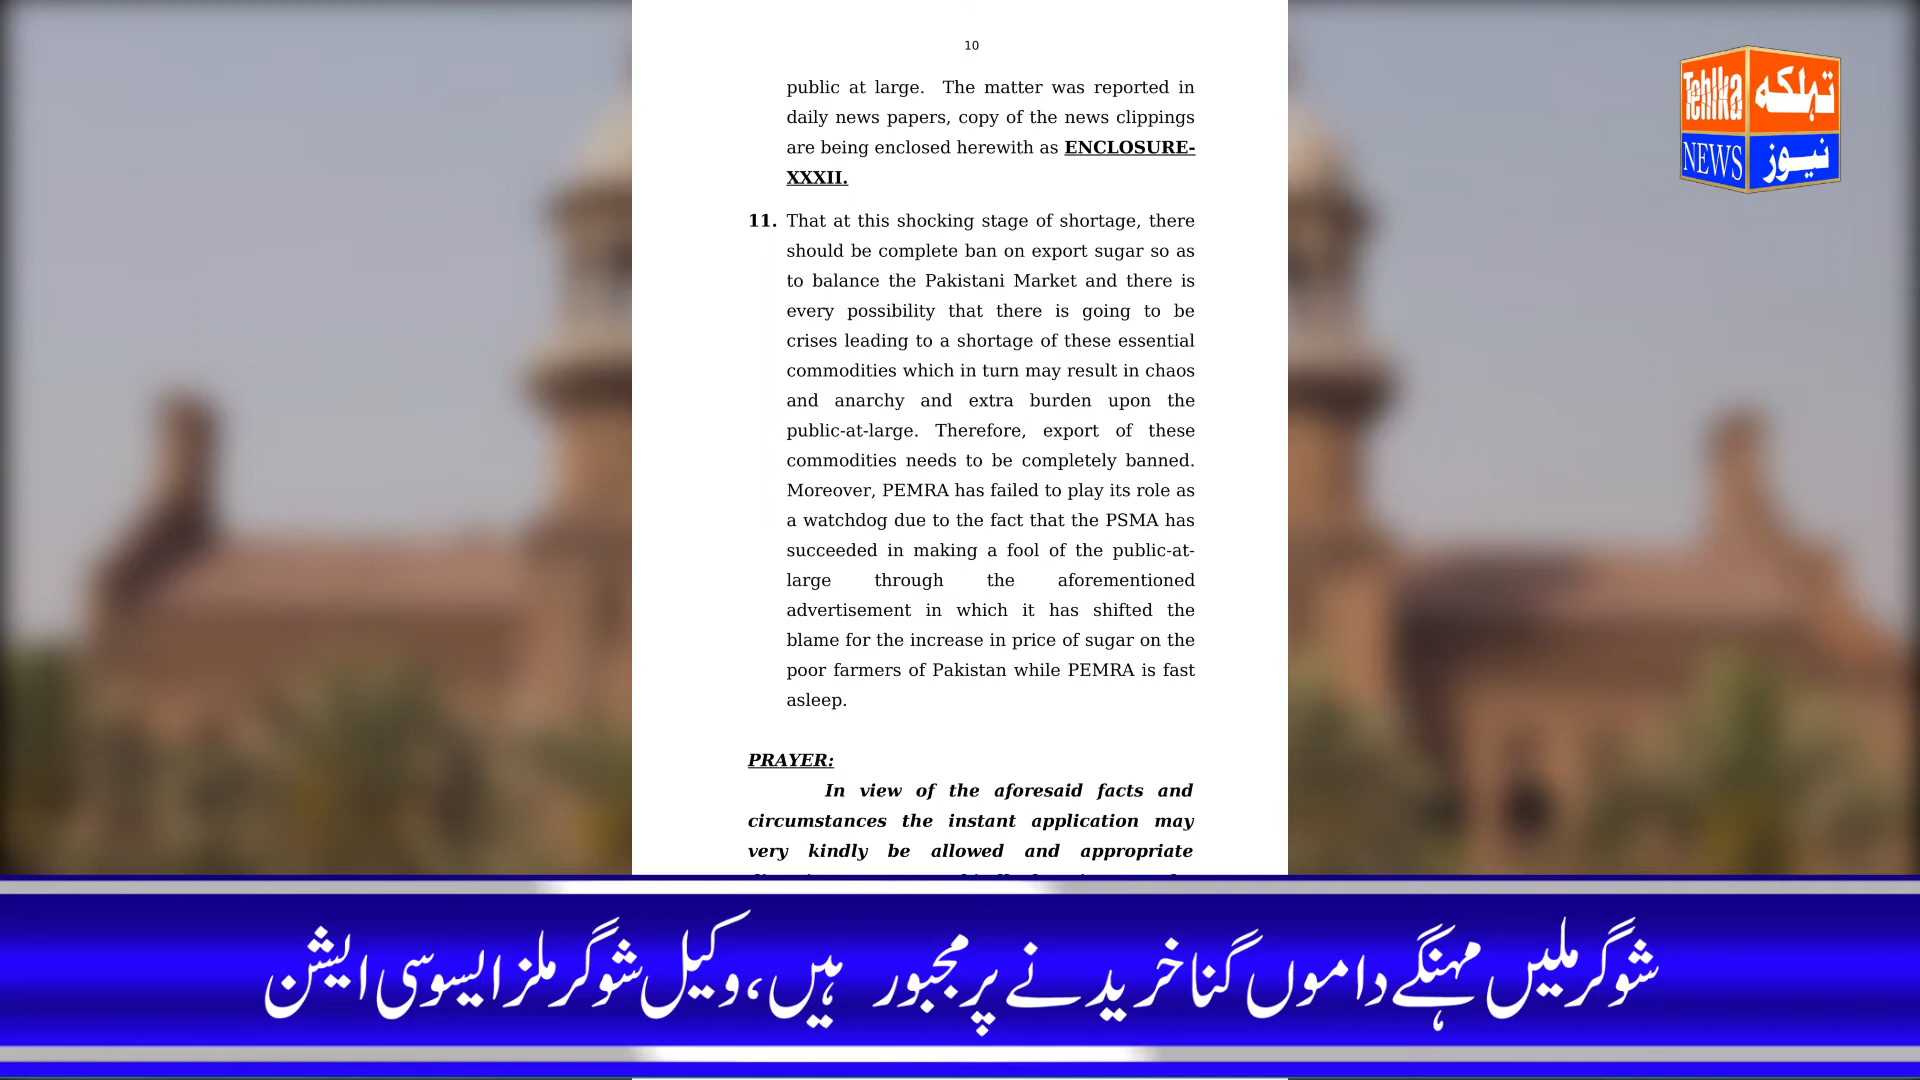 10
public at large. The matter was reported in
daily news papers, copy of the news clippings
are being enclosed herewith as ENCLOSURE-
XXXII.
11. That at this shocking stage of shortage, there
should be complete ban on export sugar so as
to balance the Pakistani Market and there is
every possibility that there is going to be
crises leading to a shortage of these essential
commodities which in turn may result in chaos
and anarchy and extra burden upon the
public-at-large. Therefore, export of these
commodities needs to be completely banned.
Moreover, PEMRA has failed to play its role as
a watchdog due to the fact that the PSMA has
succeeded in making a fool of the public-at-
large through the aforementioned
advertisement in which it has shifted the
blame for the increase in price of sugar on the
poor farmers of Pakistan while PEMRA is fast
asleep.
PRAYER:
In view of the aforesaid facts and
circumstances the instant application may
very kindly be allowed and appropriate
Tehlka تہلکہ
NEWS نیوز
شوگر ملیں مہنگے داموں گنا خریدنے پر مجبور ہیں، وکیل شوگر ملز ایسوسی ایشن